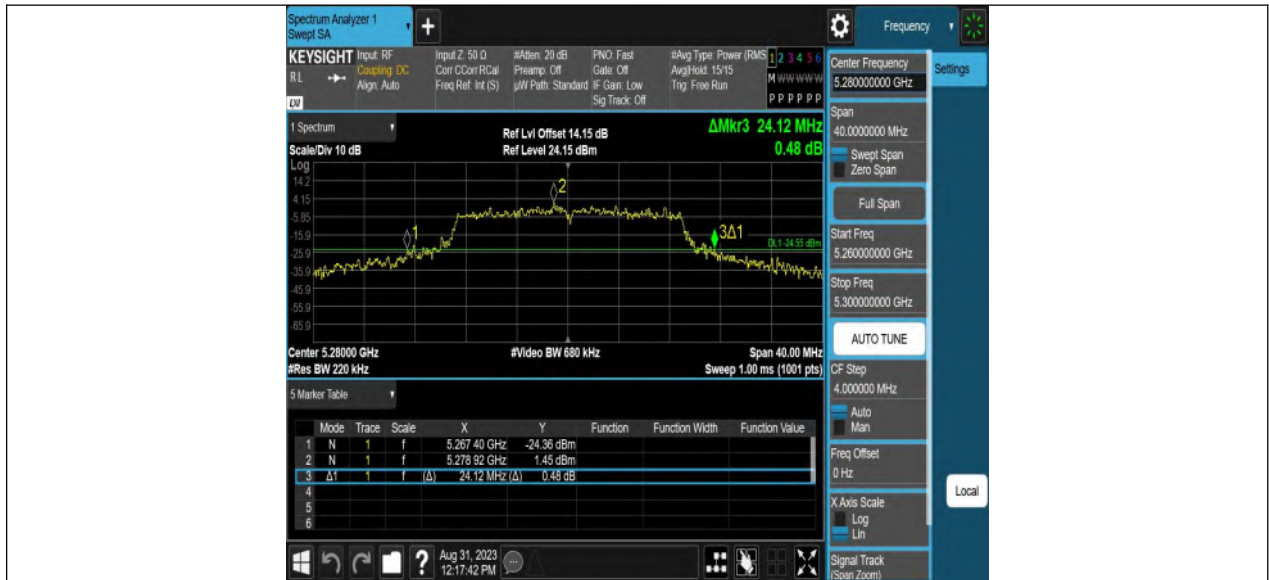 Spectrum Analyzer 1
Swept SA
+
Frequency
KEYSIGHT
RL
LXI
Input: RF
Coupling: DC
Align: Auto
Input Z: 50 Ω
Corr CCorr RCal
Freq Ref: Int (S)
#Atten: 20 dB
Preamp: Off
µW Path: Standard
PNO: Fast
Gate: Off
IF Gain: Low
Sig Track: Off
#Avg Type: Power (RMS
Avg|Hold: 15/15
Trig: Free Run
1 2 3 4 5 6
M W W W W W
P P P P P P
Center Frequency
5.280000000 GHz
Settings
1 Spectrum
Scale/Div 10 dB
Ref Lvl Offset 14.15 dB
Ref Level 24.15 dBm
ΔMkr3 24.12 MHz
0.48 dB
Log
14.2
4.15
-5.85
-15.9
-25.9
-35.9
-45.9
-55.9
-65.9
1
2
3Δ1
DL1 -24.55 dBm
Center 5.28000 GHz
#Res BW 220 kHz
#Video BW 680 kHz
Span 40.00 MHz
Sweep 1.00 ms (1001 pts)
Span
40.0000000 MHz
Swept Span
Zero Span
Full Span
Start Freq
5.260000000 GHz
Stop Freq
5.300000000 GHz
AUTO TUNE
CF Step
4.000000 MHz
Auto
Man
Freq Offset
0 Hz
X Axis Scale
Log
Lin
Signal Track
(Span Zoom)
Local
5 Marker Table
Mode Trace Scale X Y Function Function Width Function Value
1 N 1 f 5.267 40 GHz -24.36 dBm
2 N 1 f 5.278 92 GHz 1.45 dBm
3 Δ1 1 f (Δ) 24.12 MHz (Δ) 0.48 dB
4
5
6
?
Aug 31, 2023
12:17:42 PM